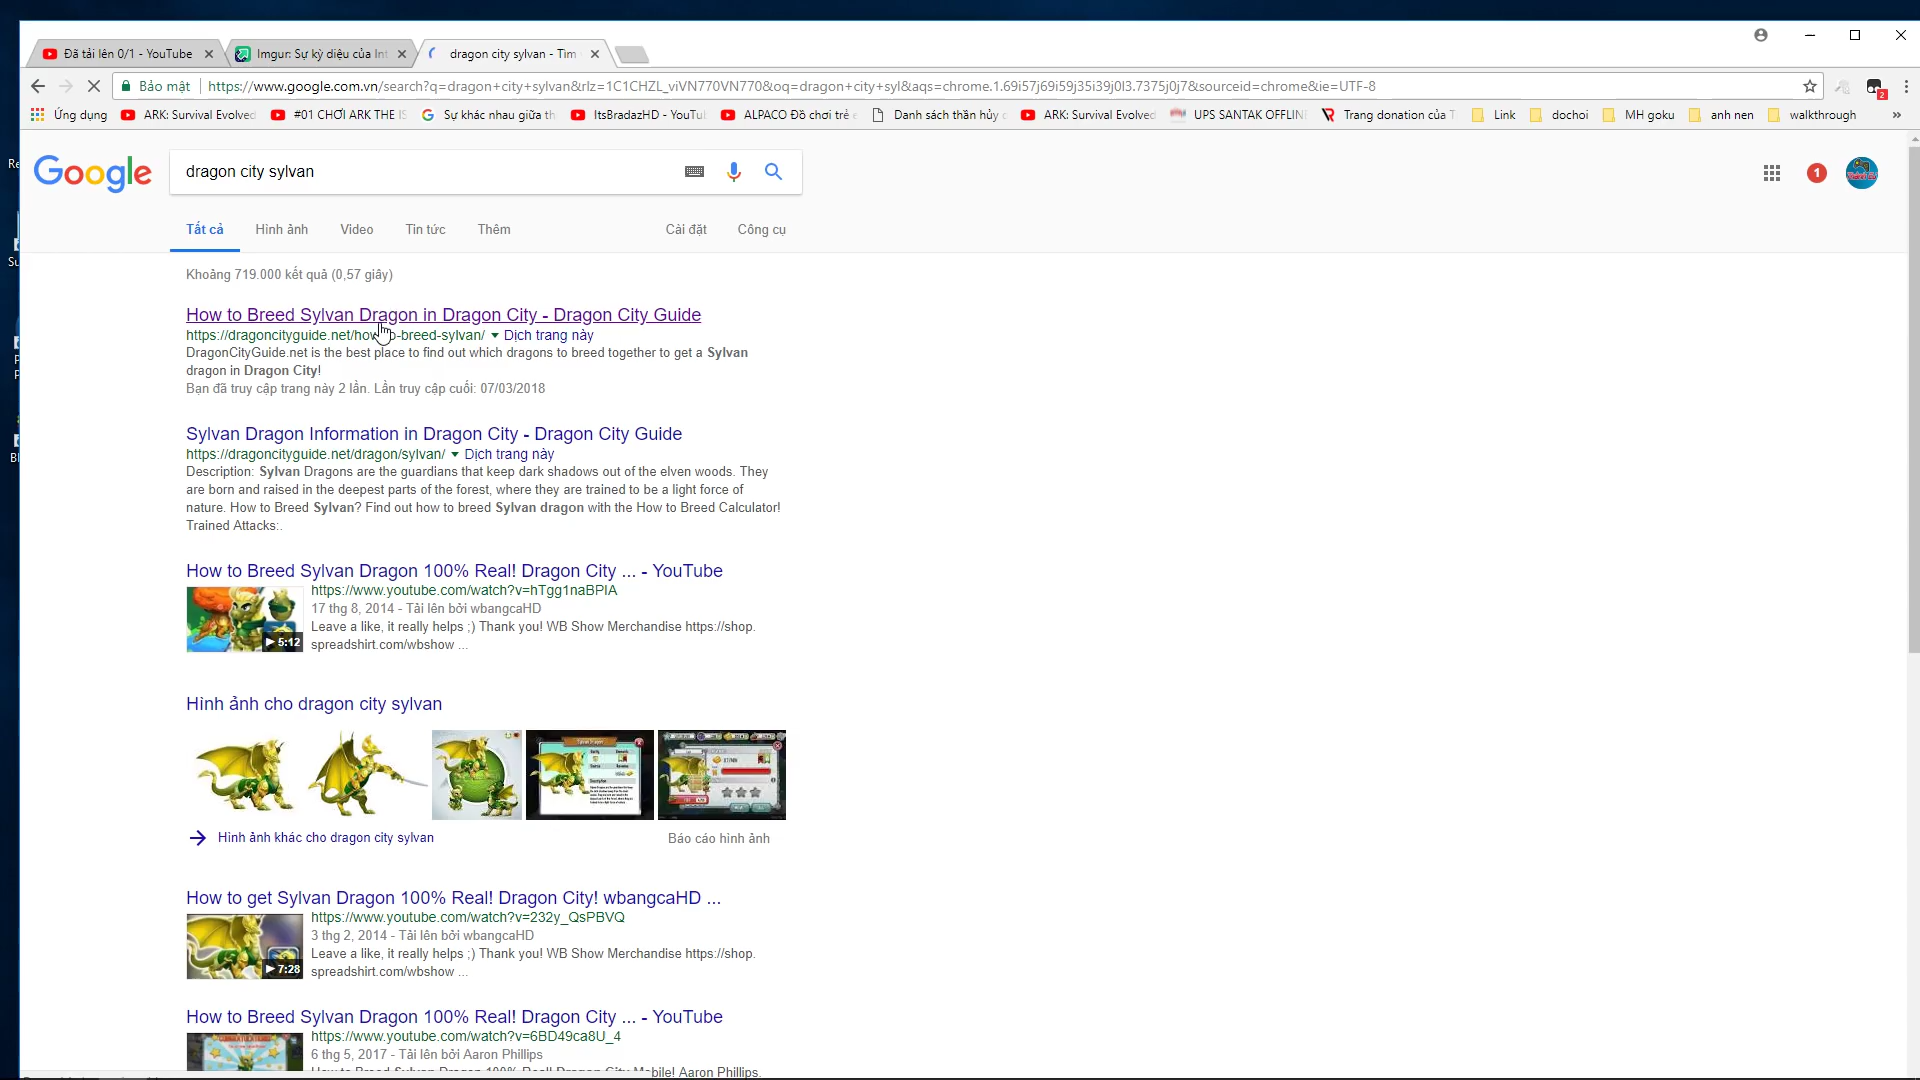 Đã tải lên 0/1 - YouTube
Imgur: Sự kỳ diệu của Int
dragon city sylvan - Tìm
Bảo mật
https://www.google.com.vn/search?q=dragon+city+sylvan&rlz=1C1CHZL_viVN770VN770&oq=dragon+city+syl&aqs=chrome.1.69i57j69i59j35i39j0l3.7375j0j7&sourceid=chrome&ie=UTF-8
2
Ứng dụng
ARK: Survival Evolved
#01 CHƠI ARK THE IS
Sự khác nhau giữa th
ItsBradazHD - YouTu
ALPACO Đồ chơi trẻ
Danh sách thần hủy
ARK: Survival Evolved
UPS SANTAK OFFLINE
Trang donation của T
Link
dochoi
MH goku
anh nen
walkthrough
»
Google
dragon city sylvan
1
Tất cả
Hình ảnh
Video
Tin tức
Thêm
Cài đặt
Công cụ
Khoảng 719.000 kết quả (0,57 giây)
How to Breed Sylvan Dragon in Dragon City - Dragon City Guide
https://dragoncityguide.net/how-to-breed-sylvan/ Dịch trang này
DragonCityGuide.net is the best place to find out which dragons to breed together to get a Sylvan
dragon in Dragon City!
Bạn đã truy cập trang này 2 lần. Lần truy cập cuối: 07/03/2018
Sylvan Dragon Information in Dragon City - Dragon City Guide
https://dragoncityguide.net/dragon/sylvan/ Dịch trang này
Description: Sylvan Dragons are the guardians that keep dark shadows out of the elven woods. They
are born and raised in the deepest parts of the forest, where they are trained to be a light force of
nature. How to Breed Sylvan? Find out how to breed Sylvan dragon with the How to Breed Calculator!
Trained Attacks:.
How to Breed Sylvan Dragon 100% Real! Dragon City ... - YouTube
https://www.youtube.com/watch?v=hTgg1naBPIA
17 thg 8, 2014 - Tải lên bởi wbangcaHD
Leave a like, it really helps ;) Thank you! WB Show Merchandise https://shop.
spreadshirt.com/wbshow ...
5:12
Hình ảnh cho dragon city sylvan
Hình ảnh khác cho dragon city sylvan
Báo cáo hình ảnh
How to get Sylvan Dragon 100% Real! Dragon City! wbangcaHD ...
https://www.youtube.com/watch?v=232y_QsPBVQ
3 thg 2, 2014 - Tải lên bởi wbangcaHD
Leave a like, it really helps ;) Thank you! WB Show Merchandise https://shop.
spreadshirt.com/wbshow ...
7:28
How to Breed Sylvan Dragon 100% Real! Dragon City ... - YouTube
https://www.youtube.com/watch?v=6BD49ca8U_4
6 thg 5, 2017 - Tải lên bởi Aaron Phillips
How to Breed Sylvan Dragon 100% Real! Dragon City Mobile! Aaron Phillips.